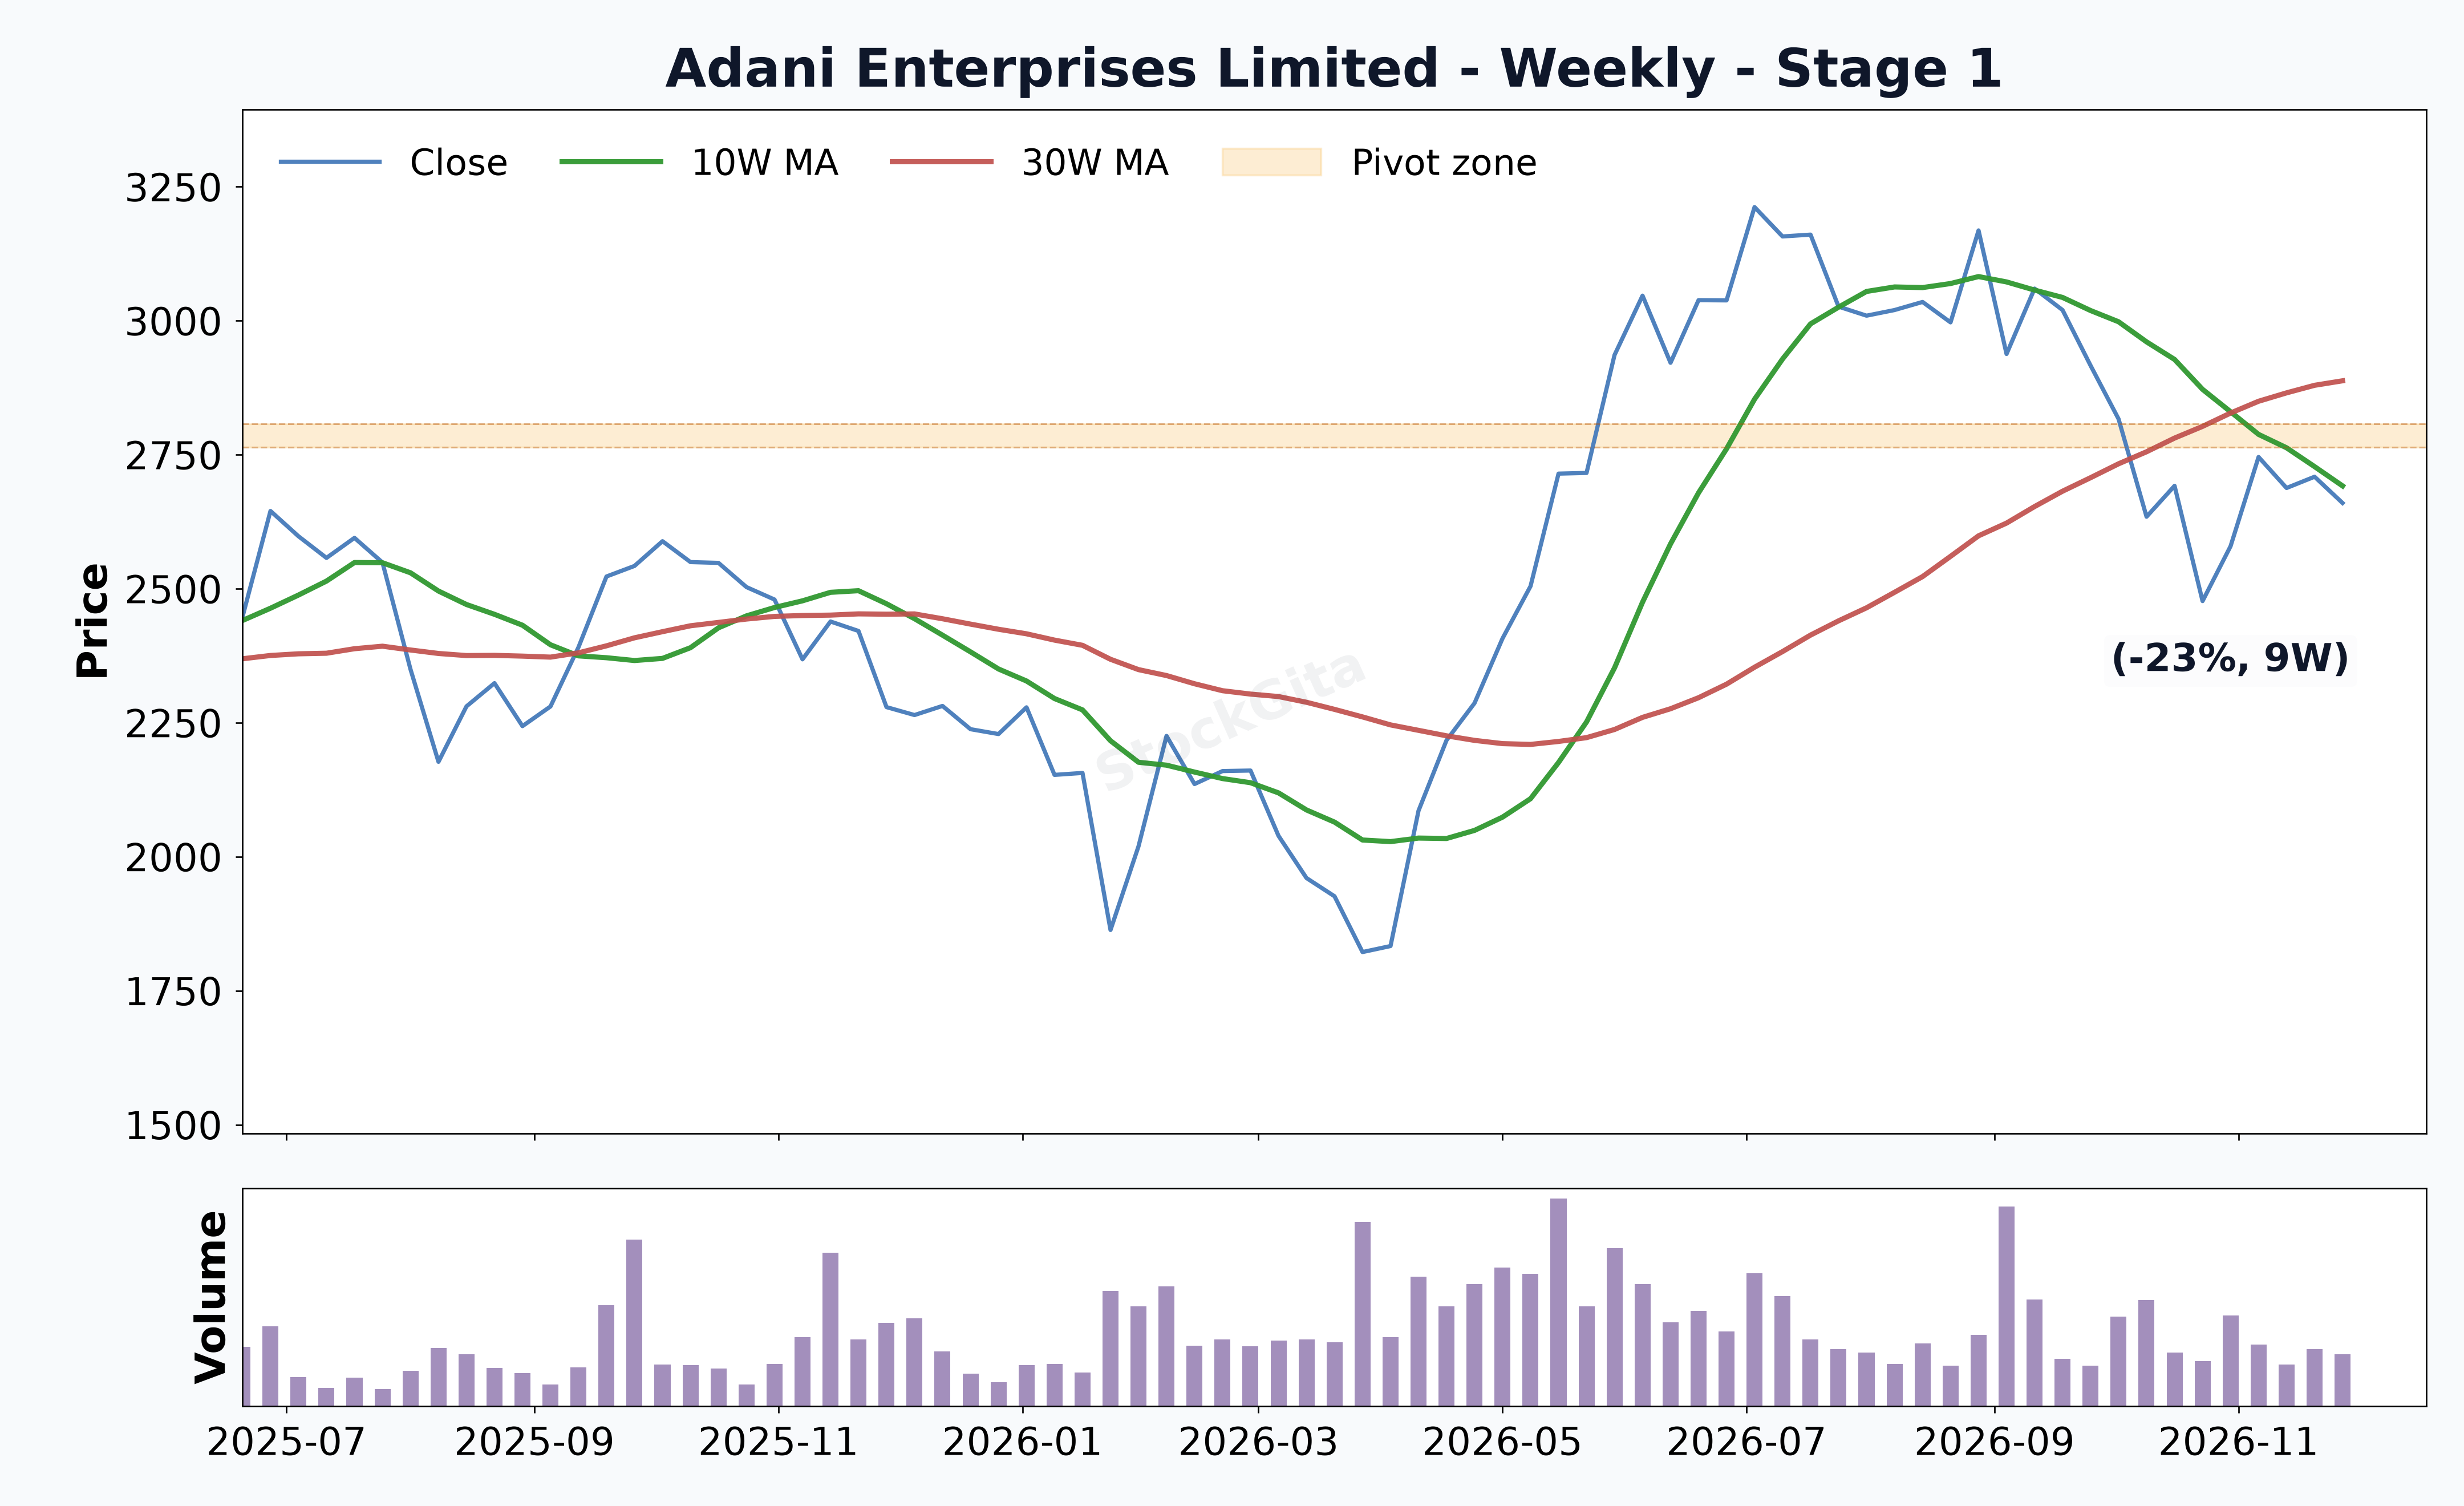 Adani Enterprises Limited - Weekly - Stage 1
Close 10W MA 30W MA Pivot zone
Price
3250
3000
2750
2500
2250
2000
1750
1500
(-23%, 9W)
StockGita
Volume
2025-07 2025-09 2025-11 2026-01 2026-03 2026-05 2026-07 2026-09 2026-11